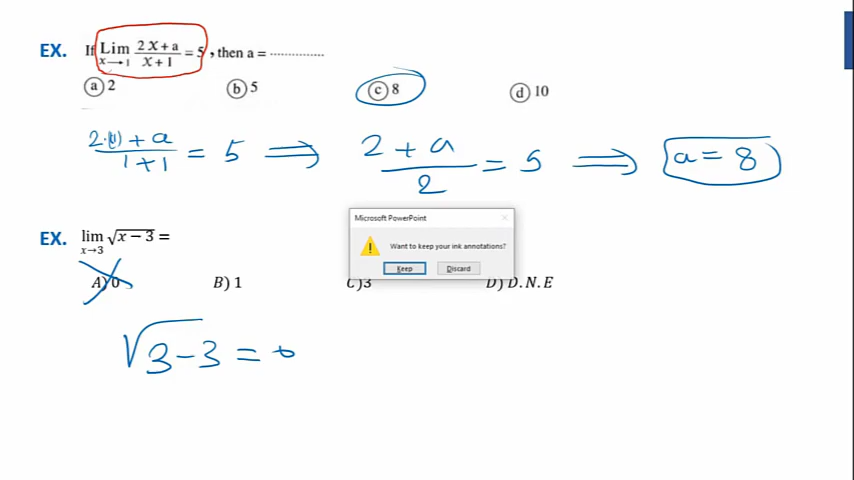 EX. If Lim x→1 2X+a / X+1 = 5, then a = ............
(a) 2 (b) 5 (c) 8 (d) 10
2·(1)+a / 1+1 = 5 ⟹ 2+a / 2 = 5 ⟹ a = 8
Microsoft PowerPoint
Want to keep your ink annotations?
Keep Discard
EX. lim x→3 √x−3 =
A) 0 B) 1 C)3 D) D.N.E
√3−3 = 0